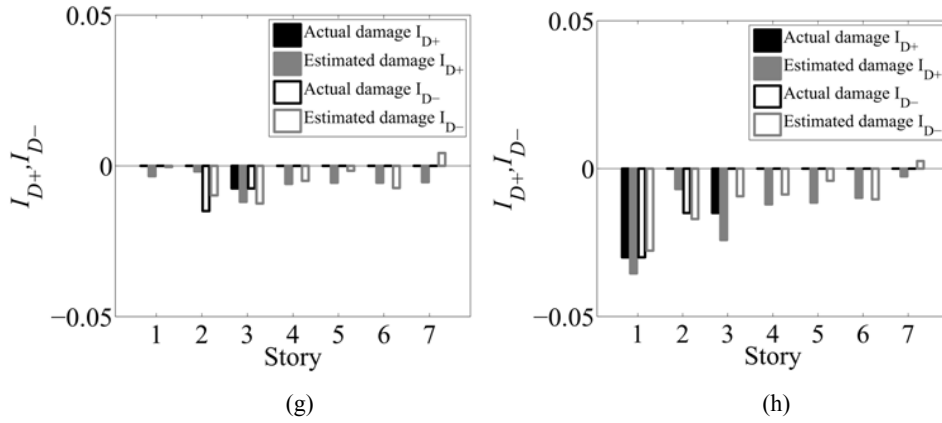 0.05
Actual damage I_D+
Estimated damage I_D+
Actual damage I_D−
Estimated damage I_D−
I_D+, I_D−
0
−0.05
1 2 3 4 5 6 7
Story
(g)
0.05
Actual damage I_D+
Estimated damage I_D+
Actual damage I_D−
Estimated damage I_D−
I_D+, I_D−
0
−0.05
1 2 3 4 5 6 7
Story
(h)